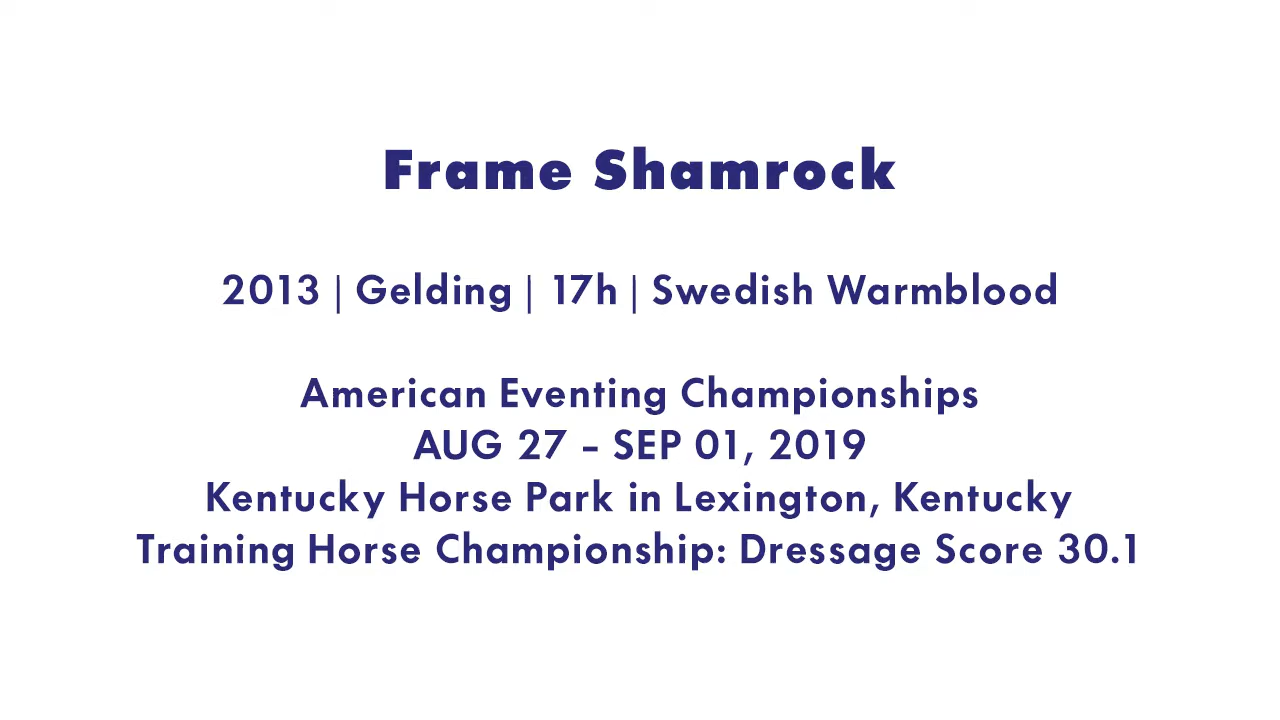 Frame Shamrock
2013 | Gelding | 17h | Swedish Warmblood
American Eventing Championships
AUG 27 – SEP 01, 2019
Kentucky Horse Park in Lexington, Kentucky
Training Horse Championship: Dressage Score 30.1